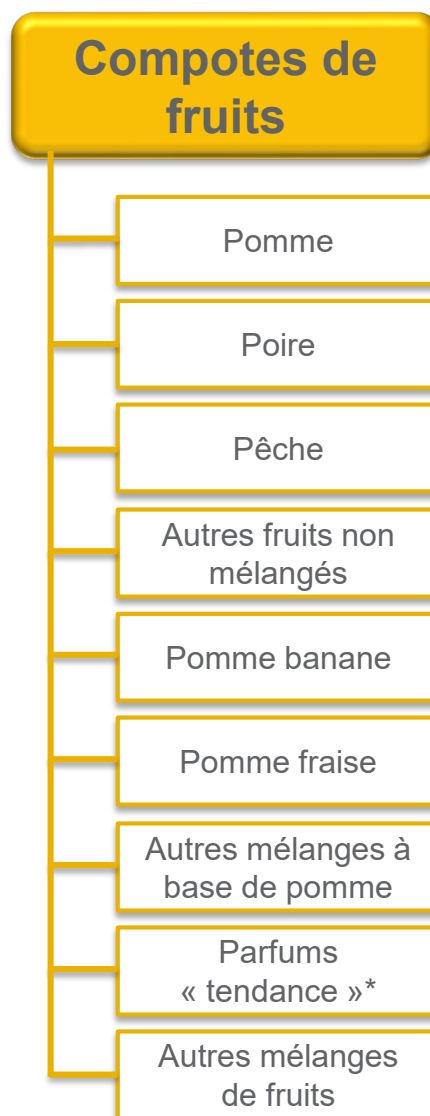 Compotes de
fruits
Pomme
Poire
Pêche
Autres fruits non
mélangés
Pomme banane
Pomme fraise
Autres mélanges à
base de pomme
Parfums
« tendance »*
Autres mélanges
de fruits